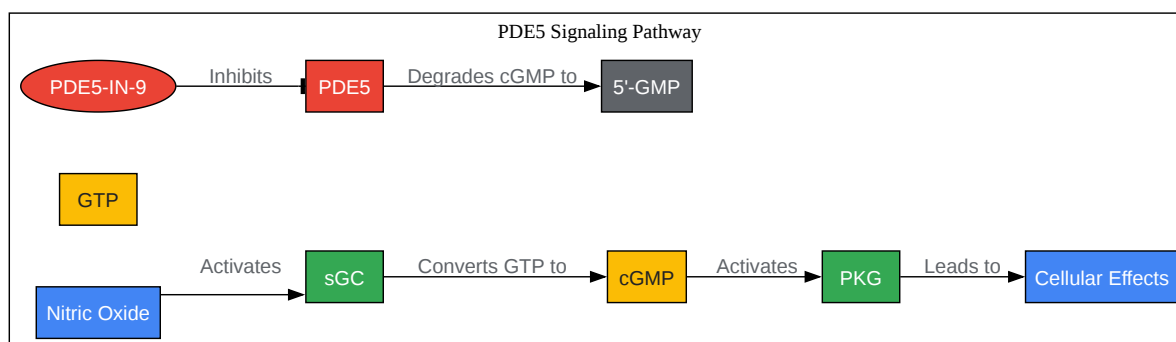 PDE5 Signaling Pathway
PDE5-IN-9
Inhibits
PDE5
Degrades cGMP to
5'-GMP
GTP
Nitric Oxide
Activates
sGC
Converts GTP to
cGMP
Activates
PKG
Leads to
Cellular Effects